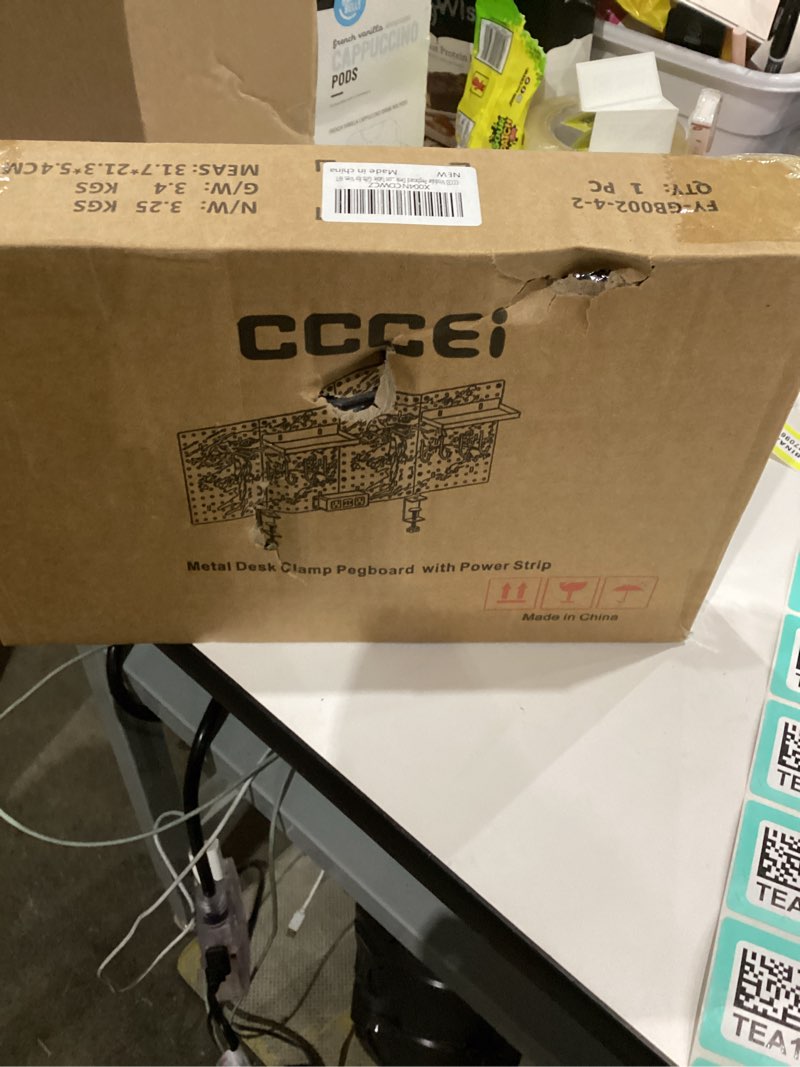 french vanilla
CAPPUCCINO
PODS
MEAS: 31.7*21.3*5.4CM
G/W: 3.4 KGS
N/W: 3.25 KGS
Made in china
NEW
X004NCDWCZ
QTY: 1 PC
FY-GB002-4-2
CCCEi
Metal Desk Clamp Pegboard with Power Strip
Made in China
TEA
TEA1